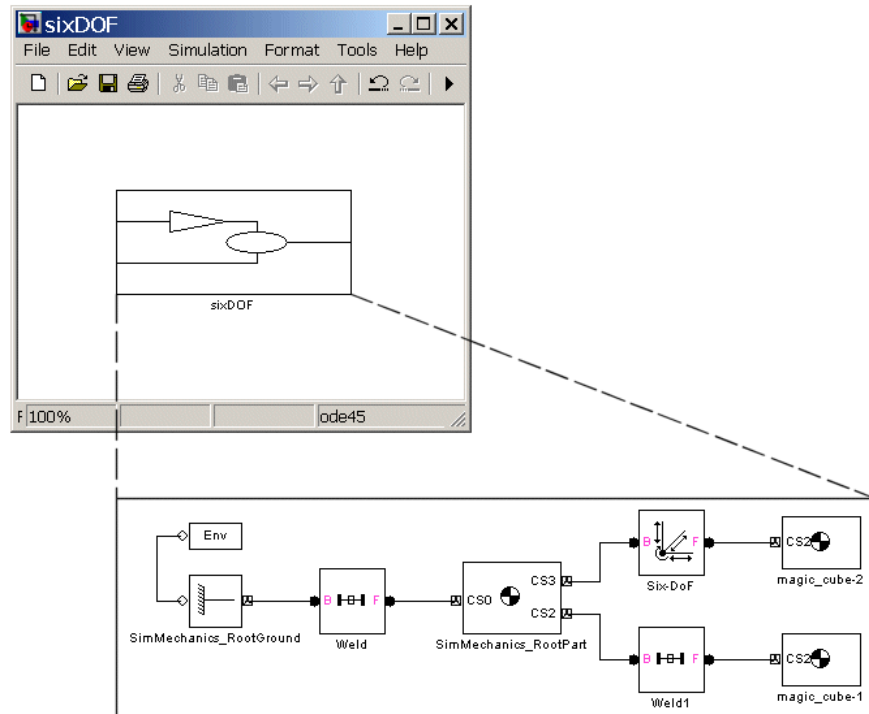 sixDOF
File Edit View Simulation Format Tools Help
sixDOF
F 100% ode45
Env
SimMechanics_RootGround
B F
Weld
CS0 CS3
CS2
SimMechanics_RootPart
B F
Six-DoF
CS2
magic_cube-2
B F
Weld1
CS2
magic_cube-1